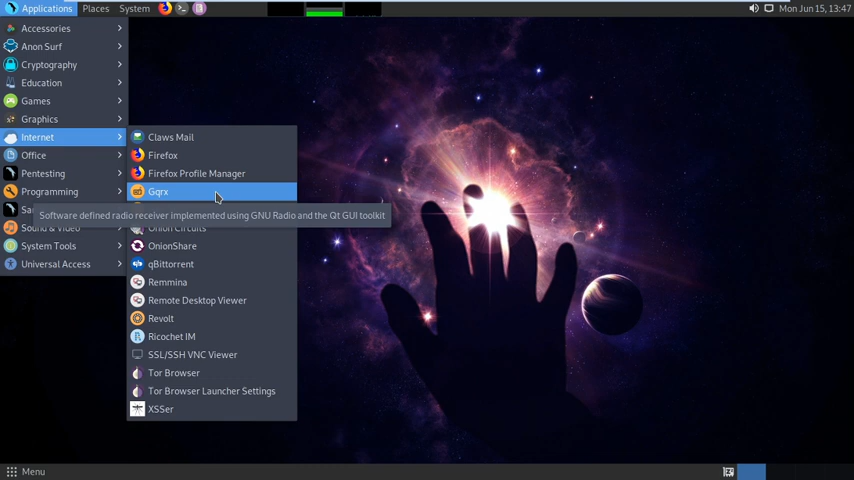 Applications Places System Mon Jun 15, 13:47
Accessories
Anon Surf
Cryptography
Education
Games
Graphics
Internet
Office
Pentesting
Programming
Sound & Video
System Tools
Universal Access
Claws Mail
Firefox
Firefox Profile Manager
Gqrx
Software defined radio receiver implemented using GNU Radio and the Qt GUI toolkit
Onion Circuits
OnionShare
qBittorrent
Remmina
Remote Desktop Viewer
Revolt
Ricochet IM
SSL/SSH VNC Viewer
Tor Browser
Tor Browser Launcher Settings
XSSer
Menu